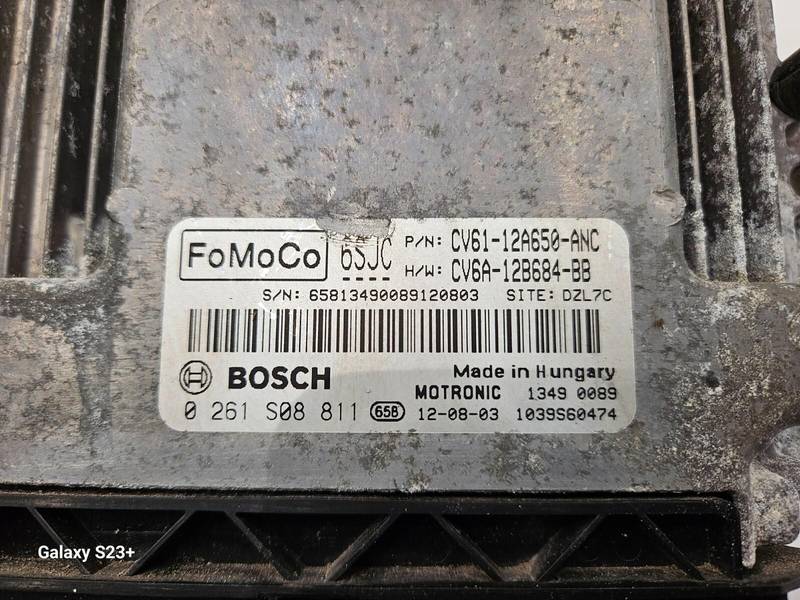 FoMoCo 6SJC P/N: CV61-12A650-ANC
H/W: CV6A-12B684-BB
S/N: 65813490089120803 SITE: DZL7C
BOSCH Made in Hungary
MOTRONIC 1349 0089
0 261 S08 811 658 12-08-03 1039S60474
Galaxy S23+